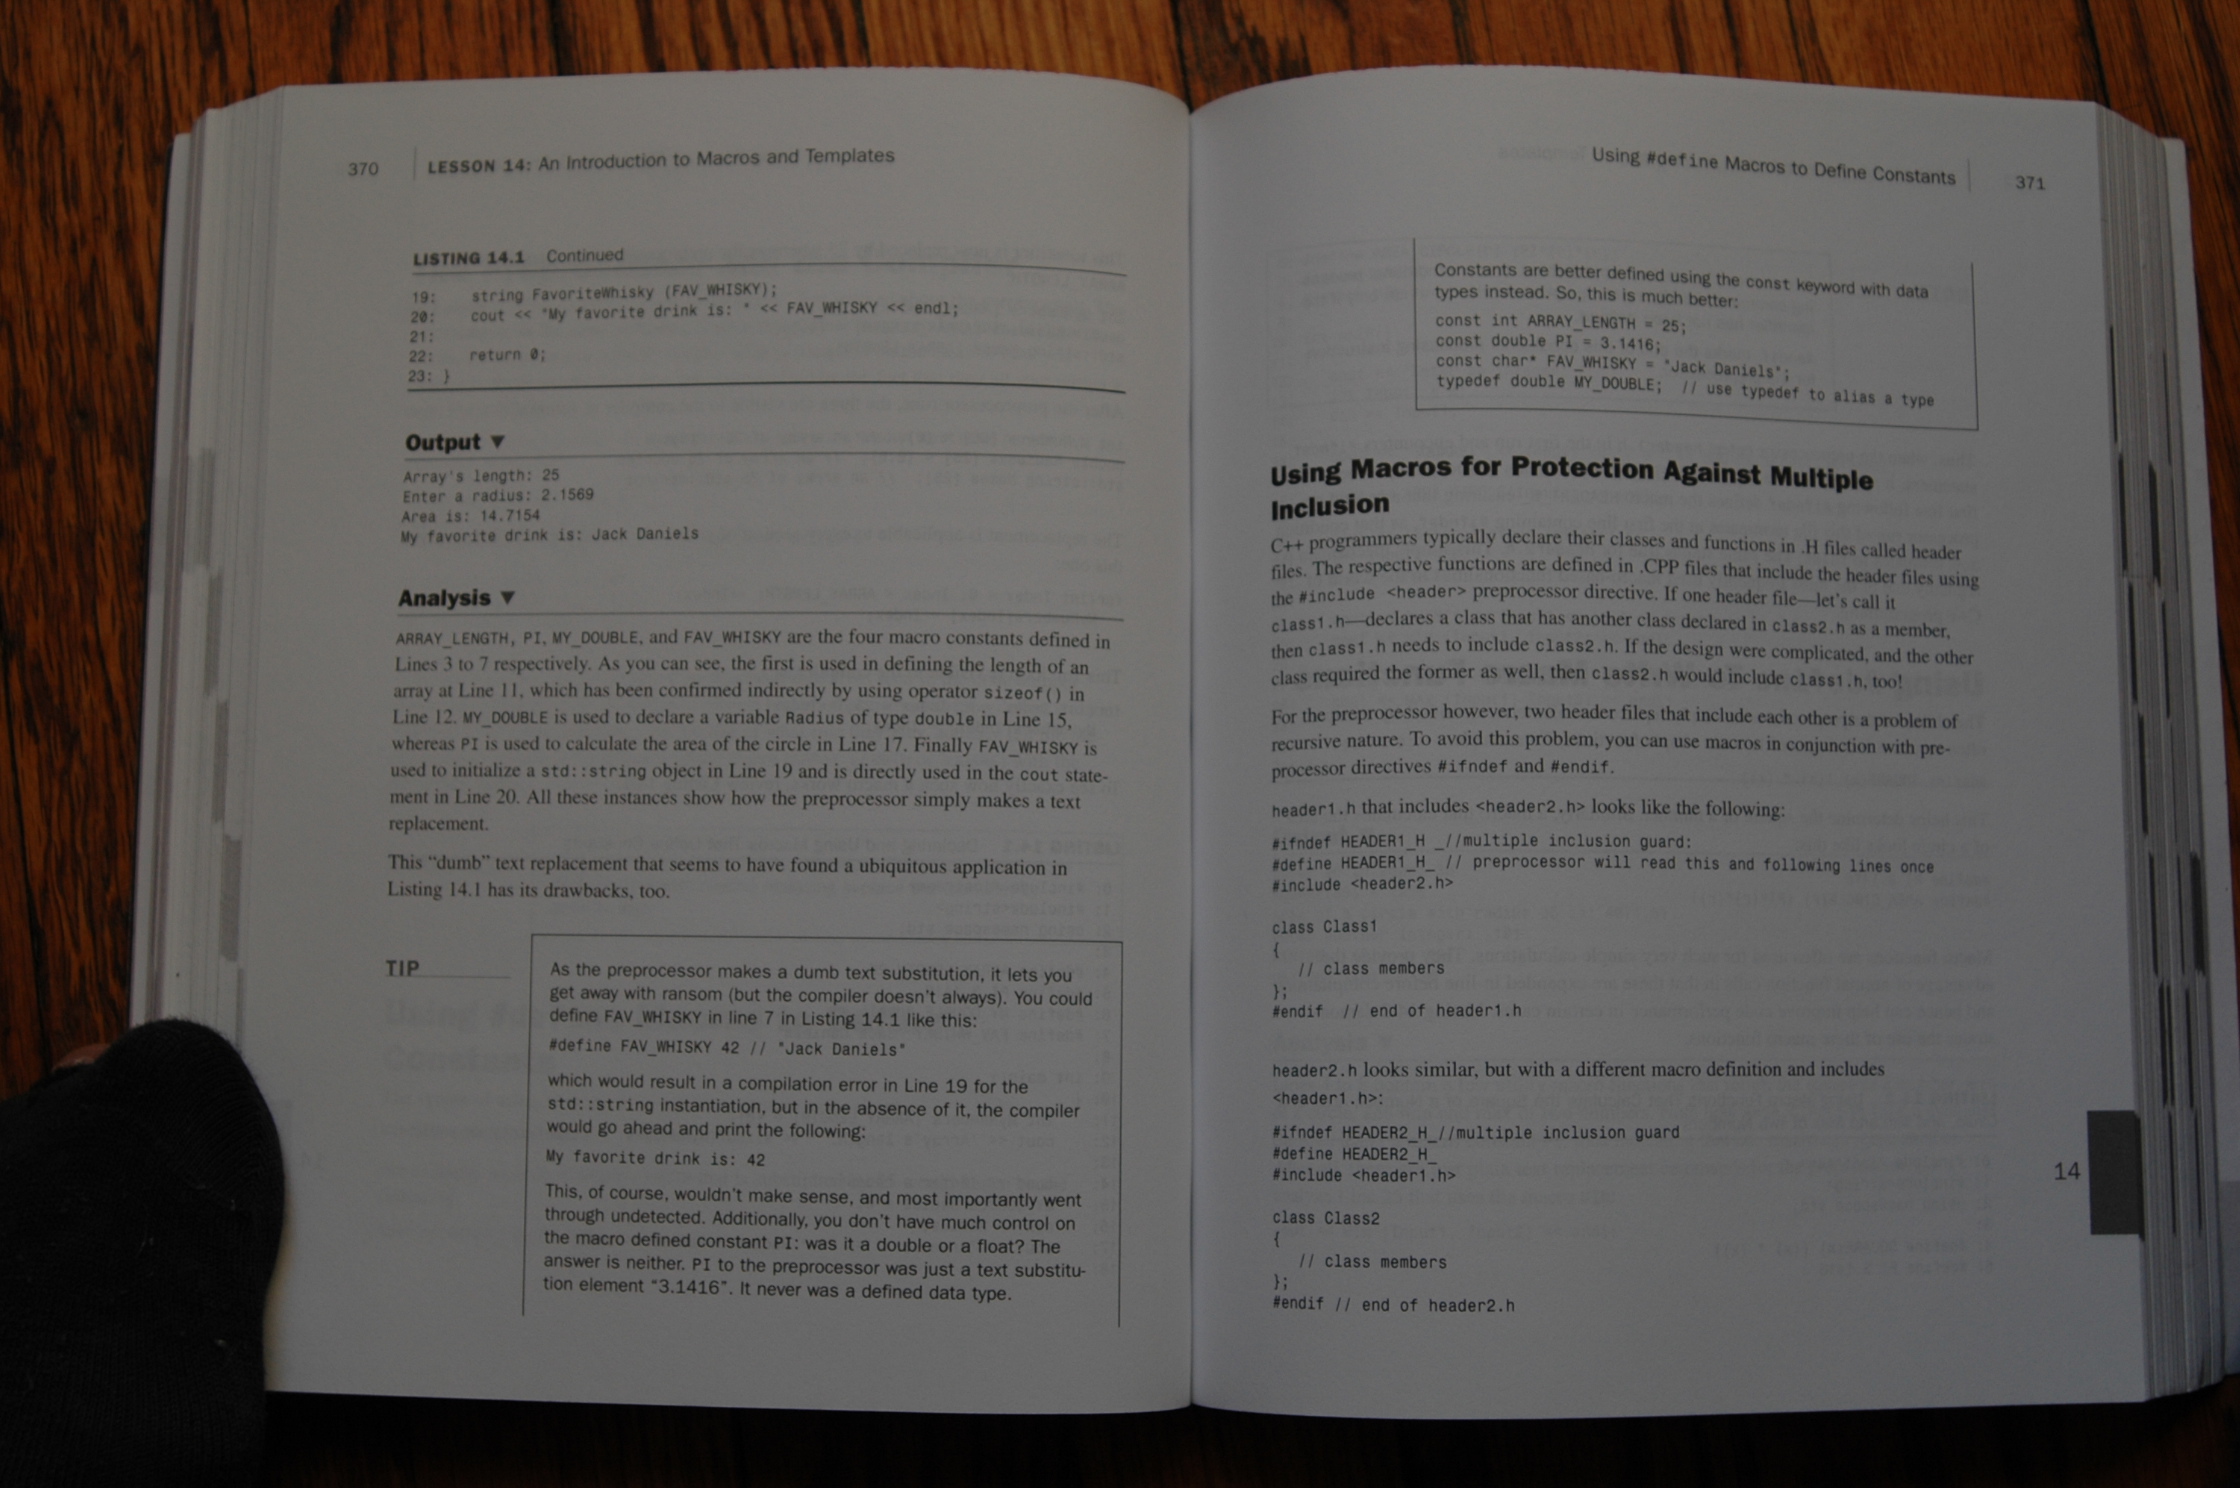 370 LESSON 14: An Introduction to Macros and Templates
LISTING 14.1 Continued
19: string FavoriteWhisky (FAV_WHISKY);
20: cout << "My favorite drink is: " << FAV_WHISKY << endl;
21:
22: return 0;
23: }
Output ▼
Array's length: 25
Enter a radius: 2.1569
Area is: 14.7154
My favorite drink is: Jack Daniels
Analysis ▼
ARRAY_LENGTH, PI, MY_DOUBLE, and FAV_WHISKY are the four macro constants defined in
Lines 3 to 7 respectively. As you can see, the first is used in defining the length of an
array at Line 11, which has been confirmed indirectly by using operator sizeof() in
Line 12. MY_DOUBLE is used to declare a variable Radius of type double in Line 15,
whereas PI is used to calculate the area of the circle in Line 17. Finally FAV_WHISKY is
used to initialize a std::string object in Line 19 and is directly used in the cout state-
ment in Line 20. All these instances show how the preprocessor simply makes a text
replacement.
This “dumb” text replacement that seems to have found a ubiquitous application in
Listing 14.1 has its drawbacks, too.
TIP
As the preprocessor makes a dumb text substitution, it lets you
get away with ransom (but the compiler doesn't always). You could
define FAV_WHISKY in line 7 in Listing 14.1 like this:
#define FAV_WHISKY 42 // "Jack Daniels"
which would result in a compilation error in Line 19 for the
std::string instantiation, but in the absence of it, the compiler
would go ahead and print the following:
My favorite drink is: 42
This, of course, wouldn't make sense, and most importantly went
through undetected. Additionally, you don't have much control on
the macro defined constant PI: was it a double or a float? The
answer is neither. PI to the preprocessor was just a text substitu-
tion element "3.1416". It never was a defined data type.
Using #define Macros to Define Constants 371
Constants are better defined using the const keyword with data
types instead. So, this is much better:
const int ARRAY_LENGTH = 25;
const double PI = 3.1416;
const char* FAV_WHISKY = "Jack Daniels";
typedef double MY_DOUBLE; // use typedef to alias a type
Using Macros for Protection Against Multiple
Inclusion
C++ programmers typically declare their classes and functions in .H files called header
files. The respective functions are defined in .CPP files that include the header files using
the #include <header> preprocessor directive. If one header file—let’s call it
class1.h—declares a class that has another class declared in class2.h as a member,
then class1.h needs to include class2.h. If the design were complicated, and the other
class required the former as well, then class2.h would include class1.h, too!
For the preprocessor however, two header files that include each other is a problem of
recursive nature. To avoid this problem, you can use macros in conjunction with pre-
processor directives #ifndef and #endif.
header1.h that includes <header2.h> looks like the following:
#ifndef HEADER1_H _//multiple inclusion guard:
#define HEADER1_H_ // preprocessor will read this and following lines once
#include <header2.h>
class Class1
{
// class members
};
#endif // end of header1.h
header2.h looks similar, but with a different macro definition and includes
<header1.h>:
#ifndef HEADER2_H_//multiple inclusion guard
#define HEADER2_H_
#include <header1.h>
class Class2
{
// class members
};
#endif // end of header2.h
14